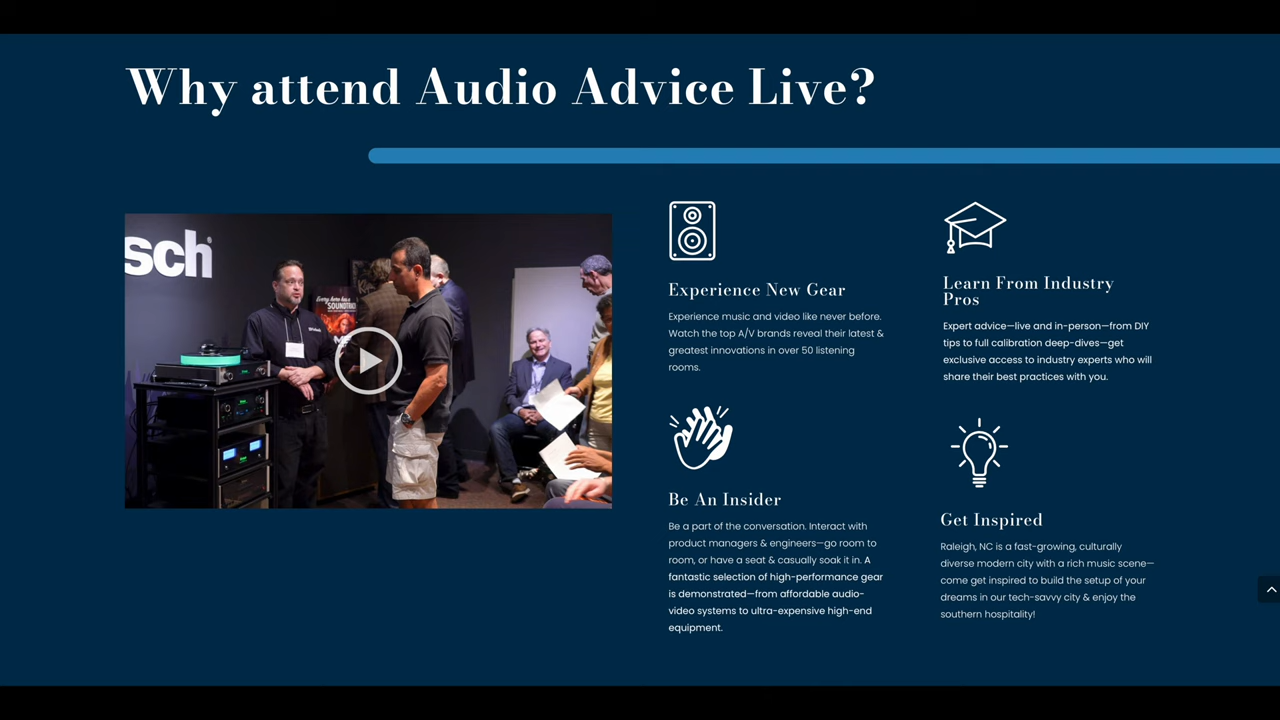 Why attend Audio Advice Live?
sch
Every hero has a
SOUNDTRACK
Experience New Gear
Experience music and video like never before.
Watch the top A/V brands reveal their latest &
greatest innovations in over 50 listening
rooms.
Learn From Industry
Pros
Expert advice—live and in-person—from DIY
tips to full calibration deep-dives—get
exclusive access to industry experts who will
share their best practices with you.
Be An Insider
Be a part of the conversation. Interact with
product managers & engineers—go room to
room, or have a seat & casually soak it in. A
fantastic selection of high-performance gear
is demonstrated—from affordable audio-
video systems to ultra-expensive high-end
equipment.
Get Inspired
Raleigh, NC is a fast-growing, culturally
diverse modern city with a rich music scene—
come get inspired to build the setup of your
dreams in our tech-savvy city & enjoy the
southern hospitality!